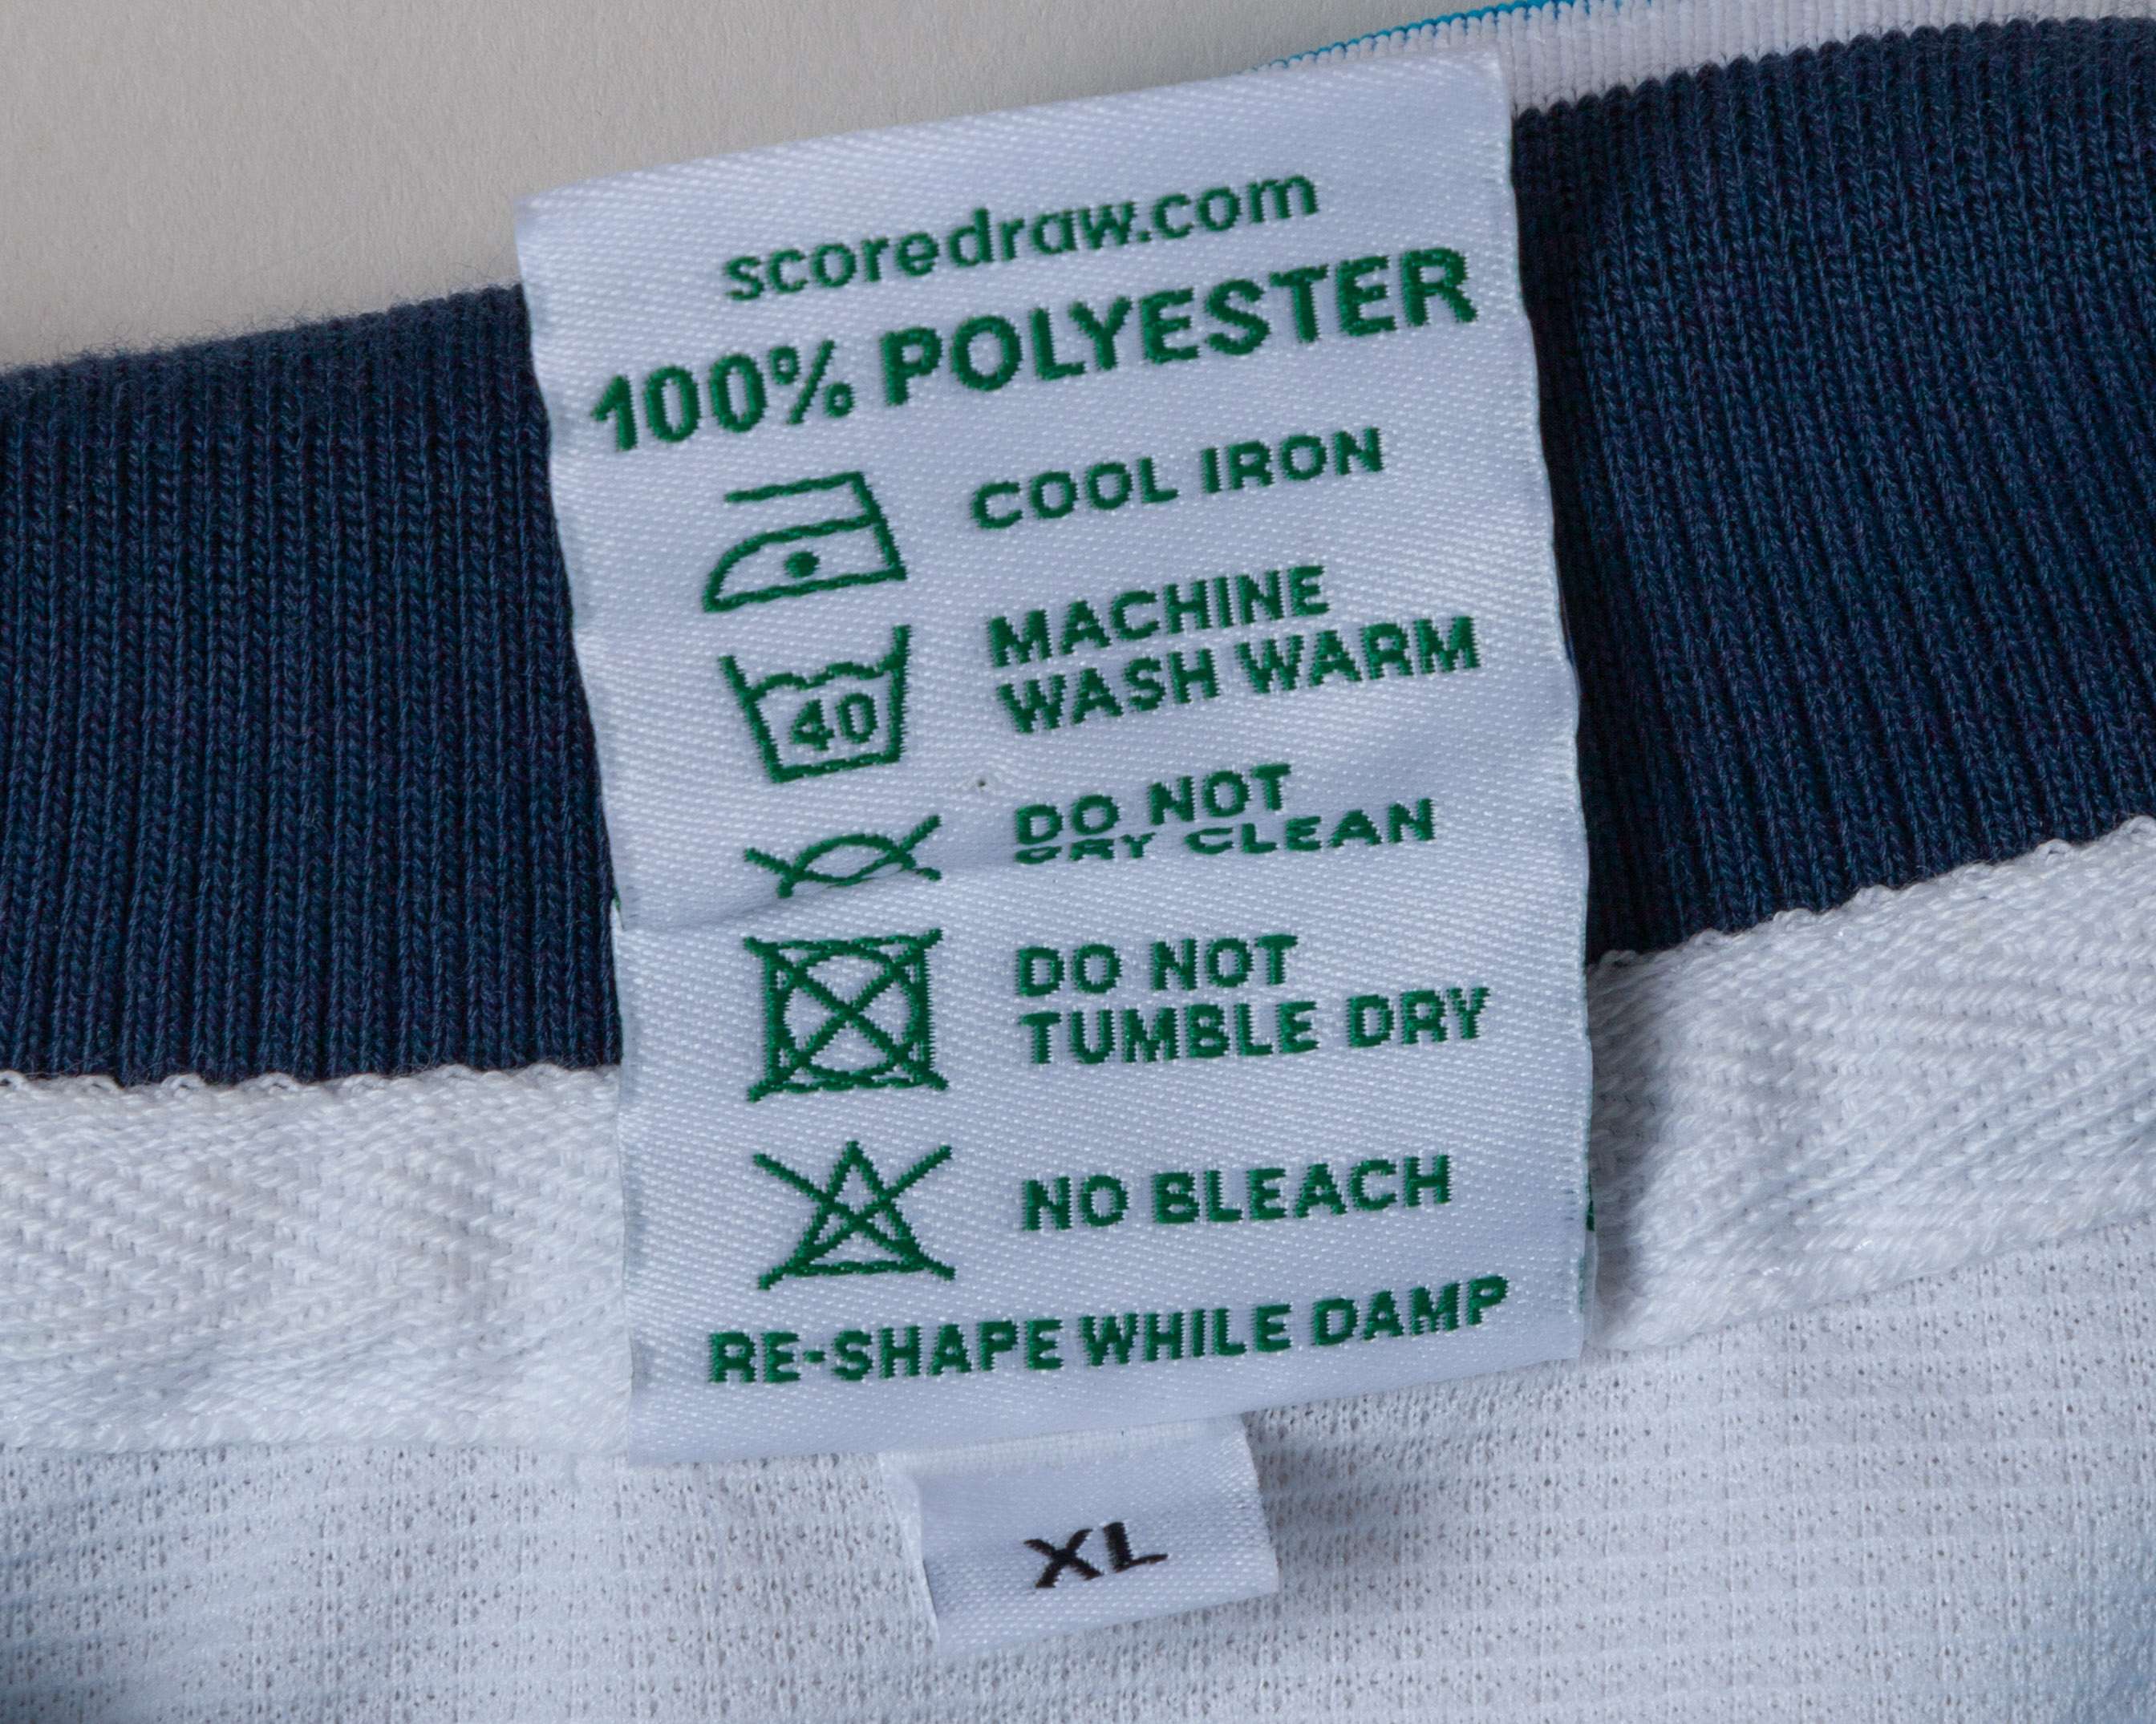 scoredraw.com
100% POLYESTER
COOL IRON
MACHINE
WASH WARM
40
DO NOT
DRY CLEAN
DO NOT
TUMBLE DRY
NO BLEACH
RE-SHAPE WHILE DAMP
XL